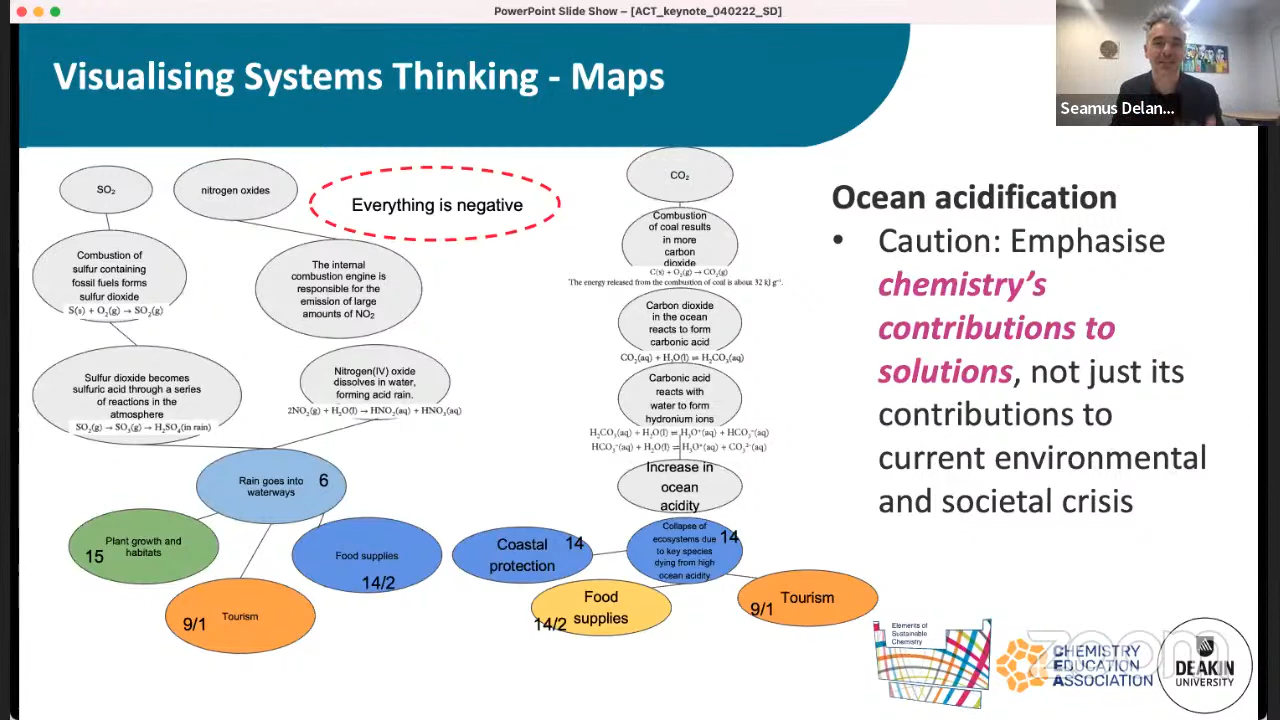 PowerPoint Slide Show – [ACT_keynote_040222_SD]
Visualising Systems Thinking - Maps
Seamus Delan...
SO₂
nitrogen oxides
Everything is negative
CO₂
Combustion of
sulfur containing
fossil fuels forms
sulfur dioxide
S(s) + O₂(g) → SO₂(g)
The internal
combustion engine is
responsible for the
emission of large
amounts of NO₂
Combustion
of coal results
in more
carbon
dioxide
C(s) + O₂(g) → CO₂(g)
The energy released from the combustion of coal is about 32 kJ g⁻¹.
Carbon dioxide
in the ocean
reacts to form
carbonic acid
CO₂(aq) + H₂O(l) ⇌ H₂CO₃(aq)
Sulfur dioxide becomes
sulfuric acid through a series
of reactions in the
atmosphere
SO₂(g) → SO₃(g) → H₂SO₄(in rain)
Nitrogen(IV) oxide
dissolves in water,
forming acid rain.
2NO₂(g) + H₂O(l) → HNO₂(aq) + HNO₃(aq)
Carbonic acid
reacts with
water to form
hydronium ions
H₂CO₃(aq) + H₂O(l) ⇌ H₃O⁺(aq) + HCO₃⁻(aq)
HCO₃⁻(aq) + H₂O(l) ⇌ H₃O⁺(aq) + CO₃²⁻(aq)
Increase in
ocean
acidity
Rain goes into
waterways
6
Plant growth and
habitats
15
Food supplies
14/2
Tourism
9/1
Coastal
protection
14
Collapse of
ecosystems due
to key species
dying from high
ocean acidity
14
Food
supplies
14/2
Tourism
9/1
Ocean acidification
• Caution: Emphasise
chemistry's
contributions to
solutions, not just its
contributions to
current environmental
and societal crisis
Elements of
Sustainable
Chemistry
CHEMISTRY
EDUCATION
ASSOCIATION
zoom
DEAKIN
UNIVERSITY